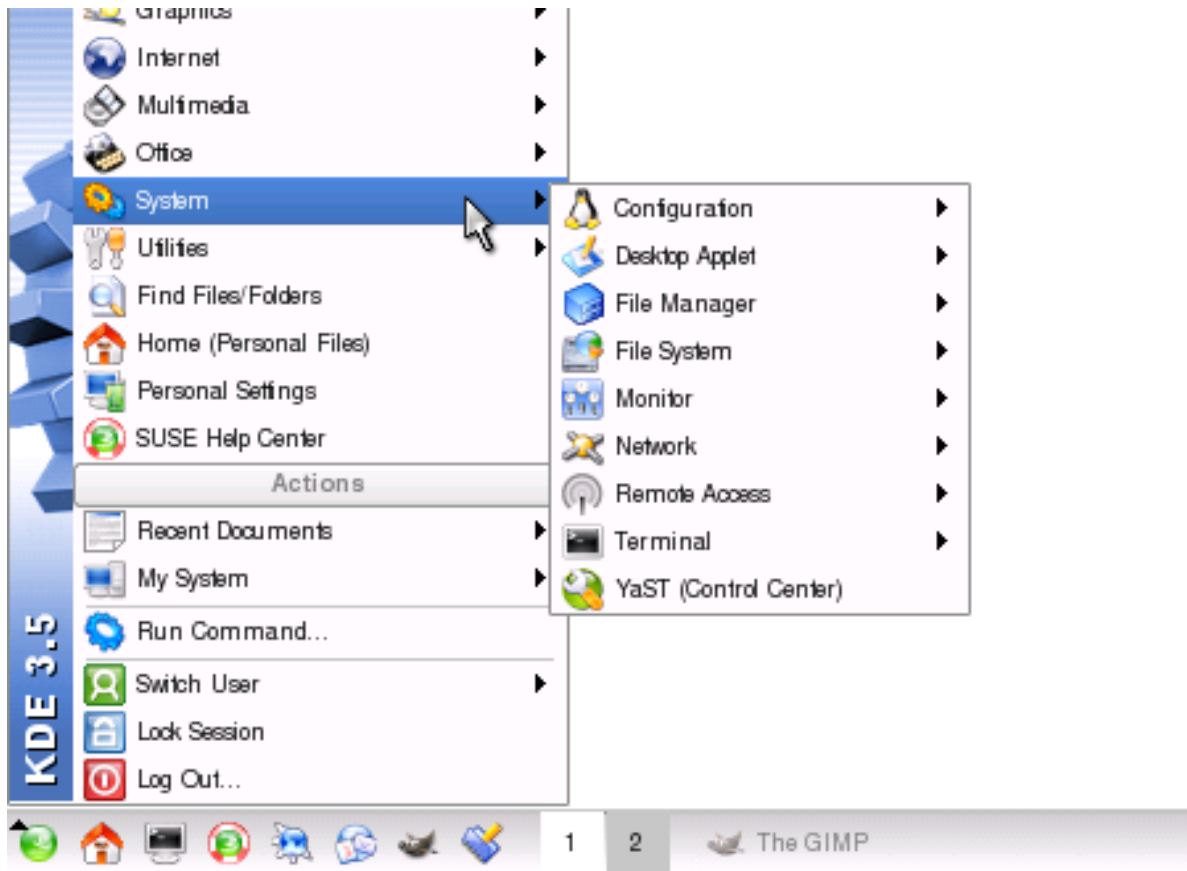 Graphics
Internet
Multimedia
Office
System
Utilities
Find Files/Folders
Home (Personal Files)
Personal Settings
SUSE Help Center
Actions
Recent Documents
My System
Run Command...
Switch User
Lock Session
Log Out...
KDE 3.5
Configuration
Desktop Applet
File Manager
File System
Monitor
Network
Remote Access
Terminal
YaST (Control Center)
1 2 The GIMP